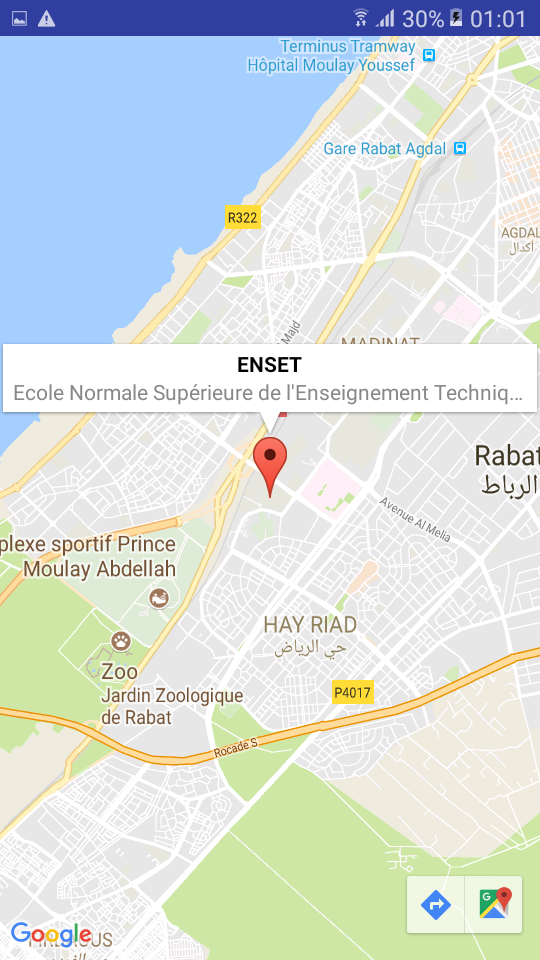 30% 01:01
Terminus Tramway
Hôpital Moulay Youssef
Gare Rabat Agdal
R322
AGDAL
أكدال
Majd
MADINAT
ENSET
Ecole Normale Supérieure de l'Enseignement Techniq...
Rabat
الرباط
Avenue Al Melia
plexe sportif Prince
Moulay Abdellah
HAY RIAD
حي الرياض
Zoo
Jardin Zoologique
de Rabat
P4017
Rocade S
Google